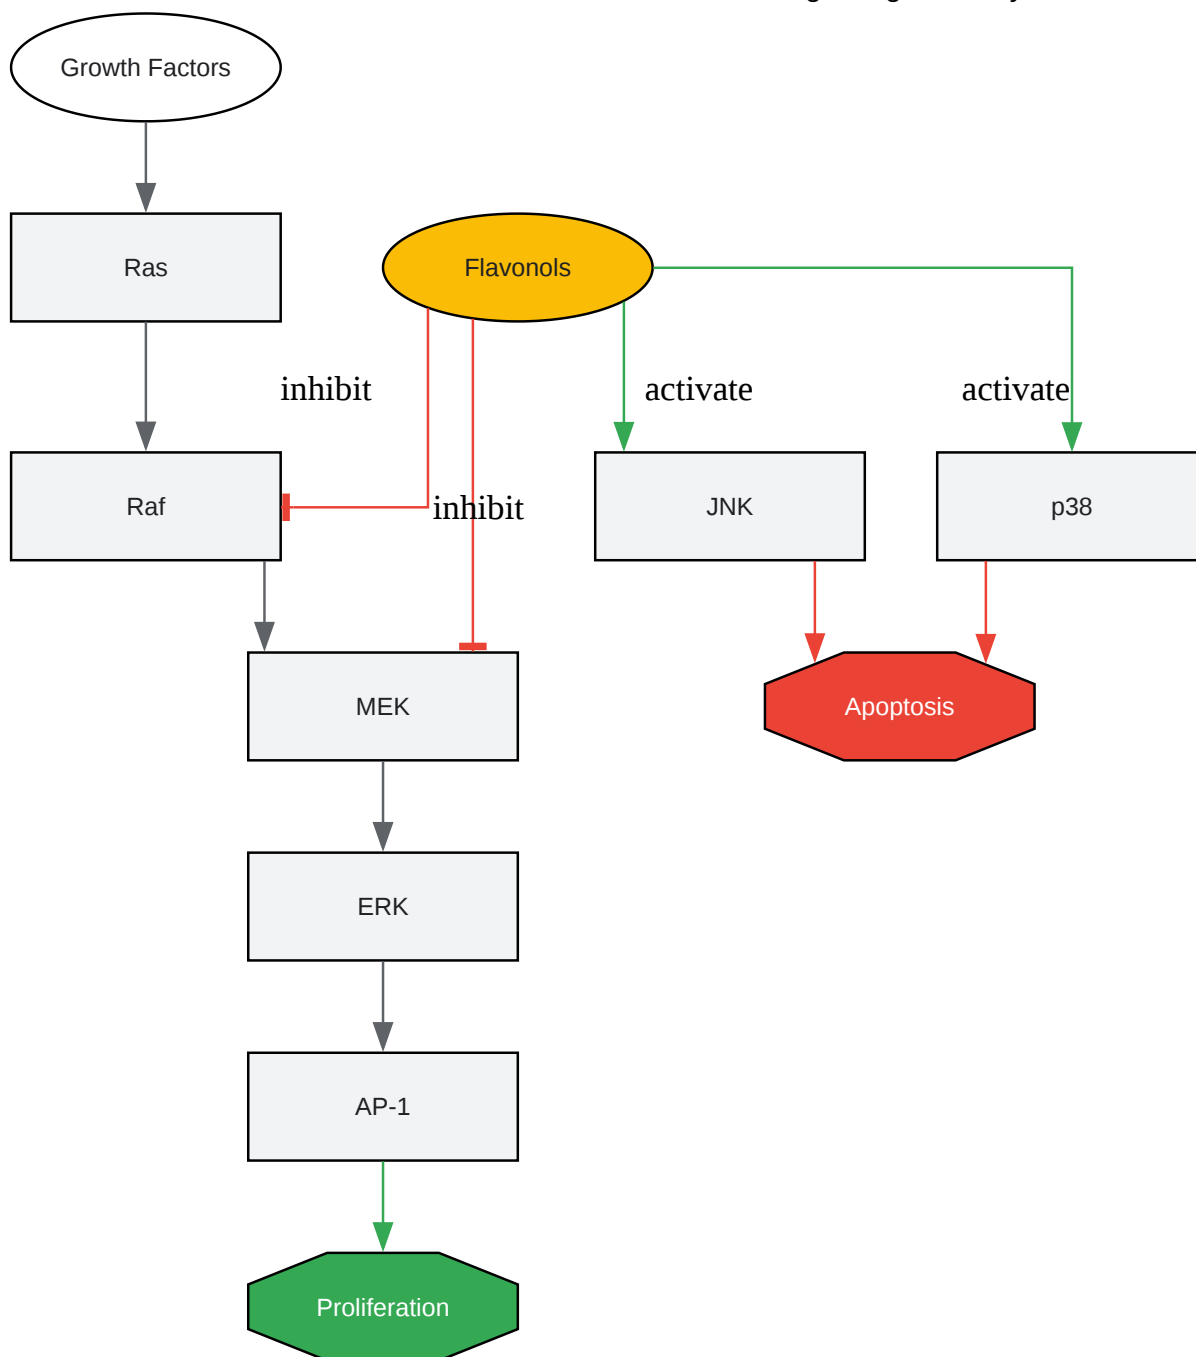 Growth Factors
Ras
Flavonols
inhibit
activate
activate
Raf
inhibit
JNK
p38
MEK
Apoptosis
ERK
AP-1
Proliferation